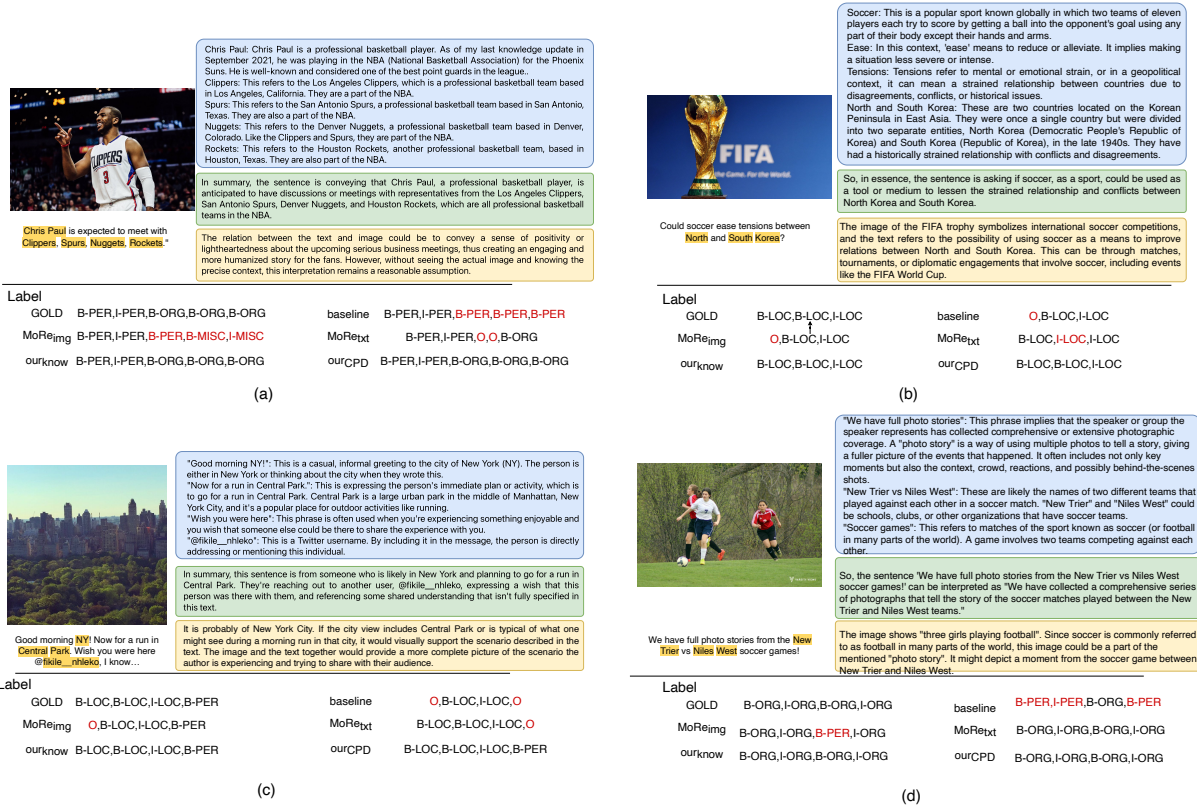 Chris Paul: Chris Paul is a professional basketball player. As of my last knowledge update in
September 2021, he was playing in the NBA (National Basketball Association) for the Phoenix
Suns. He is well-known and considered one of the best point guards in the league..
Clippers: This refers to the Los Angeles Clippers, which is a professional basketball team based
in Los Angeles, California. They are a part of the NBA.
Spurs: This refers to the San Antonio Spurs, a professional basketball team based in San Antonio,
Texas. They are also a part of the NBA.
Nuggets: This refers to the Denver Nuggets, a professional basketball team based in Denver,
Colorado. Like the Clippers and Spurs, they are part of the NBA.
Rockets: This refers to the Houston Rockets, another professional basketball team, based in
Houston, Texas. They are also part of the NBA.
CLIPPERS
3
In summary, the sentence is conveying that Chris Paul, a professional basketball player, is
anticipated to have discussions or meetings with representatives from the Los Angeles Clippers,
San Antonio Spurs, Denver Nuggets, and Houston Rockets, which are all professional basketball
teams in the NBA.
Chris Paul is expected to meet with
Clippers, Spurs, Nuggets, Rockets."
The relation between the text and image could be to convey a sense of positivity or
lightheartedness about the upcoming serious business meetings, thus creating an engaging and
more humanized story for the fans. However, without seeing the actual image and knowing the
precise context, this interpretation remains a reasonable assumption.
Label
GOLD B-PER,I-PER,B-ORG,B-ORG,B-ORG
baseline B-PER,I-PER,B-PER,B-PER,B-PER
MoReimg B-PER,I-PER,B-PER,B-MISC,I-MISC
MoRetxt B-PER,I-PER,O,O,B-ORG
ourknow B-PER,I-PER,B-ORG,B-ORG,B-ORG
ourCPD B-PER,I-PER,B-ORG,B-ORG,B-ORG
(a)
Soccer: This is a popular sport known globally in which two teams of eleven
players each try to score by getting a ball into the opponent's goal using any
part of their body except their hands and arms.
Ease: In this context, 'ease' means to reduce or alleviate. It implies making
a situation less severe or intense.
Tensions: Tensions refer to mental or emotional strain, or in a geopolitical
context, it can mean a strained relationship between countries due to
disagreements, conflicts, or historical issues.
North and South Korea: These are two countries located on the Korean
Peninsula in East Asia. They were once a single country but were divided
into two separate entities, North Korea (Democratic People's Republic of
Korea) and South Korea (Republic of Korea), in the late 1940s. They have
had a historically strained relationship with conflicts and disagreements.
FIFA
the Game. For the World.
So, in essence, the sentence is asking if soccer, as a sport, could be used as
a tool or medium to lessen the strained relationship and conflicts between
North Korea and South Korea.
Could soccer ease tensions between
North and South Korea?
The image of the FIFA trophy symbolizes international soccer competitions,
and the text refers to the possibility of using soccer as a means to improve
relations between North and South Korea. This can be through matches,
tournaments, or diplomatic engagements that involve soccer, including events
like the FIFA World Cup.
Label
GOLD B-LOC,B-LOC,I-LOC
baseline O,B-LOC,I-LOC
MoReimg O,B-LOC,I-LOC
MoRetxt B-LOC,I-LOC,I-LOC
ourknow B-LOC,B-LOC,I-LOC
ourCPD B-LOC,B-LOC,I-LOC
(b)
"Good morning NY!": This is a casual, informal greeting to the city of New York (NY). The person is
either in New York or thinking about the city when they wrote this.
"Now for a run in Central Park.": This is expressing the person's immediate plan or activity, which is
to go for a run in Central Park. Central Park is a large urban park in the middle of Manhattan, New
York City, and it's a popular place for outdoor activities like running.
"Wish you were here": This phrase is often used when you're experiencing something enjoyable and
you wish that someone else could be there to share the experience with you.
"@fikile__nhleko": This is a Twitter username. By including it in the message, the person is directly
addressing or mentioning this individual.
In summary, this sentence is from someone who is likely in New York and planning to go for a run in
Central Park. They're reaching out to another user, @fikile__nhleko, expressing a wish that this
person was there with them, and referencing some shared understanding that isn't fully specified in
this text.
Good morning NY! Now for a run in
Central Park. Wish you were here
@fikile__nhleko, I know…
It is probably of New York City. If the city view includes Central Park or is typical of what one
might see during a morning run in that city, it would visually support the scenario described in the
text. The image and the text together would provide a more complete picture of the scenario the
author is experiencing and trying to share with their audience.
Label
GOLD B-LOC,B-LOC,I-LOC,B-PER
baseline O,B-LOC,I-LOC,O
MoReimg O,B-LOC,I-LOC,B-PER
MoRetxt B-LOC,B-LOC,I-LOC,O
ourknow B-LOC,B-LOC,I-LOC,B-PER
ourCPD B-LOC,B-LOC,I-LOC,B-PER
(c)
"We have full photo stories": This phrase implies that the speaker or group the
speaker represents has collected comprehensive or extensive photographic
coverage. A "photo story" is a way of using multiple photos to tell a story, giving
a fuller picture of the events that happened. It often includes not only key
moments but also the context, crowd, reactions, and possibly behind-the-scenes
shots.
"New Trier vs Niles West": These are likely the names of two different teams that
played against each other in a soccer match. "New Trier" and "Niles West" could
be schools, clubs, or other organizations that have soccer teams.
"Soccer games": This refers to matches of the sport known as soccer (or football
in many parts of the world). A game involves two teams competing against each
other.
So, the sentence 'We have full photo stories from the New Trier vs Niles West
soccer games!' can be interpreted as "We have collected a comprehensive series
of photographs that tell the story of the soccer matches played between the New
Trier and Niles West teams."
We have full photo stories from the New
Trier vs Niles West soccer games!
The image shows "three girls playing football". Since soccer is commonly referred
to as football in many parts of the world, this image could be a part of the
mentioned "photo story". It might depict a moment from the soccer game between
New Trier and Niles West.
Label
GOLD B-ORG,I-ORG,B-ORG,I-ORG
baseline B-PER,I-PER,B-ORG,B-PER
MoReimg B-ORG,I-ORG,B-PER,I-ORG
MoRetxt B-ORG,I-ORG,B-ORG,I-ORG
ourknow B-ORG,I-ORG,B-ORG,I-ORG
ourCPD B-ORG,I-ORG,B-ORG,I-ORG
(d)